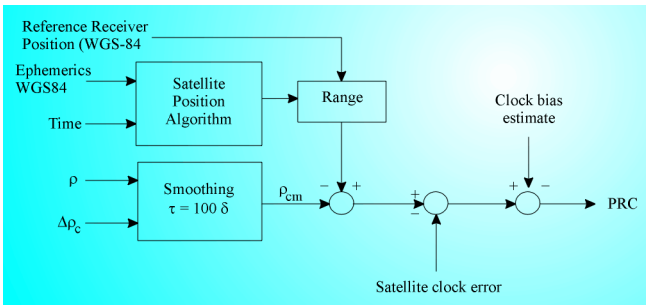 Reference Receiver
Position (WGS-84
Ephemerics
WGS84
Satellite
Position
Algorithm
Range
Time
Clock bias
estimate
ρ
Smoothing
τ = 100 δ
ρcm
Δρc
− +
+
−
+ −
PRC
Satellite clock error